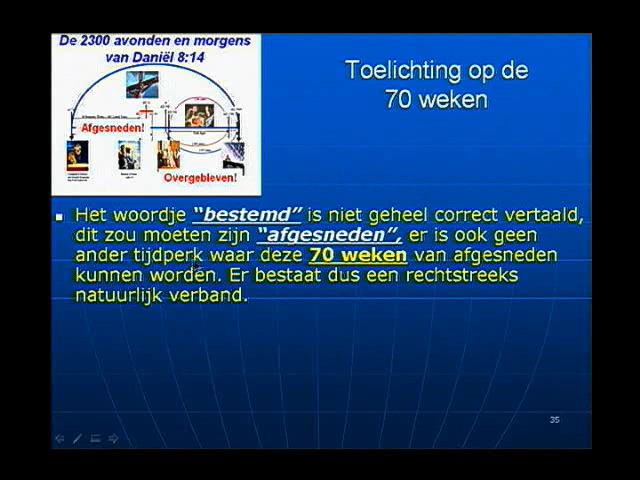 De 2300 avonden en morgens
van Daniël 8:14
Afgesneden!
Overgebleven!
Toelichting op de
70 weken
Het woordje “bestemd” is niet geheel correct vertaald,
dit zou moeten zijn “afgesneden”, er is ook geen
ander tijdperk waar deze 70 weken van afgesneden
kunnen worden. Er bestaat dus een rechtstreeks
natuurlijk verband.
35